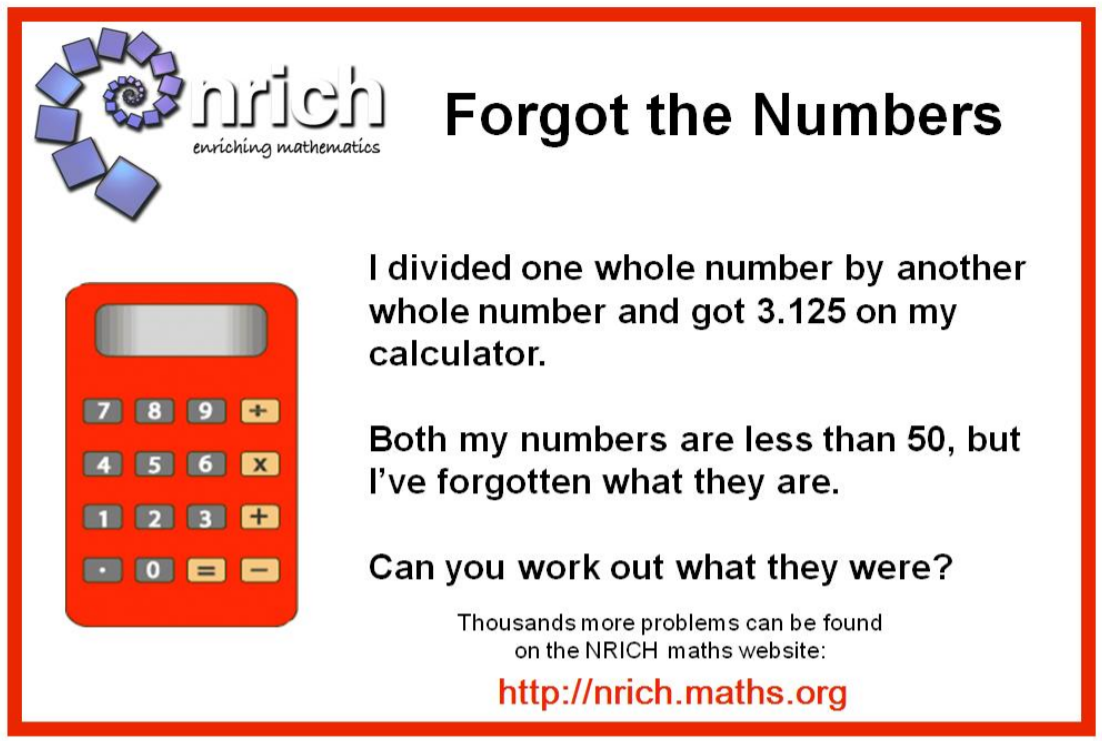 nrich
enriching mathematics
Forgot the Numbers
I divided one whole number by another
whole number and got 3.125 on my
calculator.
Both my numbers are less than 50, but
I've forgotten what they are.
Can you work out what they were?
7 8 9 +
4 5 6 x
1 2 3 +
· 0 = −
Thousands more problems can be found
on the NRICH maths website:
http://nrich.maths.org